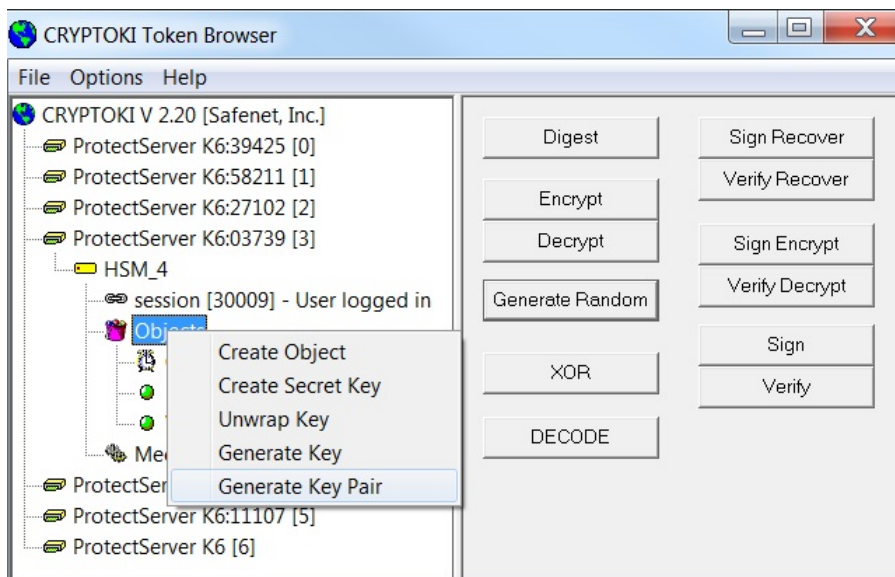 CRYPTOKI Token Browser
File Options Help
CRYPTOKI V 2.20 [Safenet, Inc.]
ProtectServer K6:39425 [0]
ProtectServer K6:58211 [1]
ProtectServer K6:27102 [2]
ProtectServer K6:03739 [3]
HSM_4
session [30009] - User logged in
Objects
Create Object
Create Secret Key
Unwrap Key
Generate Key
Generate Key Pair
ProtectServer K6:11107 [5]
ProtectServer K6 [6]
Digest
Encrypt
Decrypt
Generate Random
XOR
DECODE
Sign Recover
Verify Recover
Sign Encrypt
Verify Decrypt
Sign
Verify